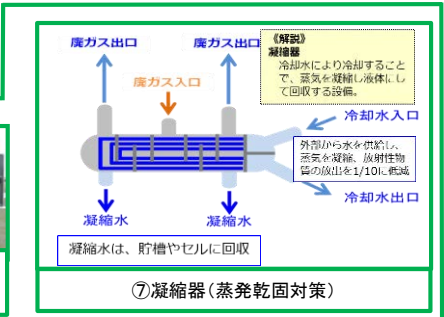 廃ガス出口
廃ガス出口
《解説》
凝縮器
冷却水により冷却すること
で、蒸気を凝縮し液体にし
て回収する設備。
廃ガス入口
冷却水入口
外部から水を供給し、
蒸気を凝縮、放射性物
質の放出を1/10に低減
冷却水出口
凝縮水
凝縮水
凝縮水は、貯槽やセルに回収
⑦凝縮器(蒸発乾固対策)